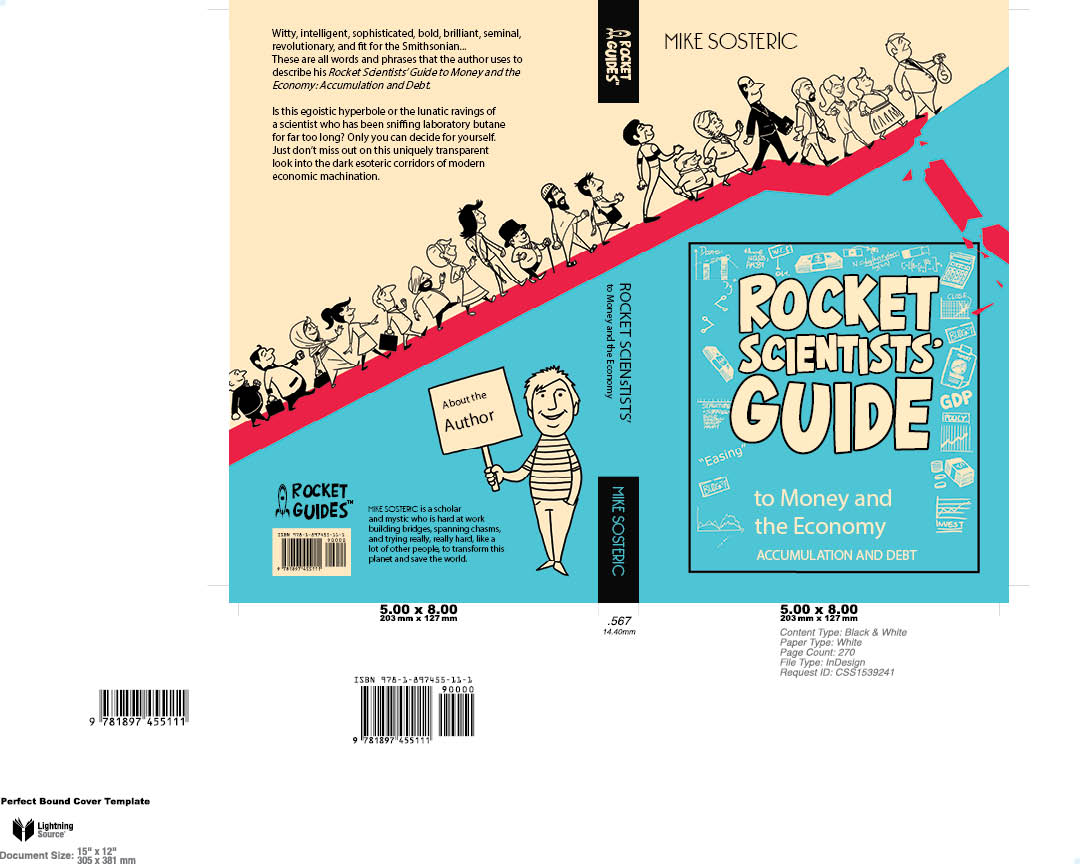 Witty, intelligent, sophisticated, bold, brilliant, seminal,
revolutionary, and fit for the Smithsonian...
These are all words and phrases that the author uses to
describe his Rocket Scientists' Guide to Money and the
Economy: Accumulation and Debt.
Is this egoistic hyperbole or the lunatic ravings of
a scientist who has been sniffing laboratory butane
for far too long? Only you can decide for yourself.
Just don't miss out on this uniquely transparent
look into the dark esoteric corridors of modern
economic machination.
About the
Author
ROCKET
GUIDES™
MIKE SOSTERIC is a scholar
and mystic who is hard at work
building bridges, spanning chasms,
and trying really, really hard, like a
lot of other people, to transform this
planet and save the world.
ISBN 978-1-897455-11-1
90000
9 781897 455111
ROCKET
GUIDES™
ROCKET SCIENsTISTS'
to Money and the Economy
MIKE SOSTERIC
MIKE SOSTERIC
ROCKET
SCIENTISTS'
GUIDE
to Money and
the Economy
ACCUMULATION AND DEBT
CLOSE
BUDGET
GDP
POLICY
INVEST
"Easing"
BUDGET
5.00 x 8.00
203 mm x 127 mm
.567
14.40mm
5.00 x 8.00
203 mm x 127 mm
Content Type: Black & White
Paper Type: White
Page Count: 270
File Type: InDesign
Request ID: CSS1539241
9 781897 455111
ISBN 978-1-897455-11-1
90000
9 781897 455111
Perfect Bound Cover Template
Lightning
Source
Document Size: 15" x 12"
305 x 381 mm